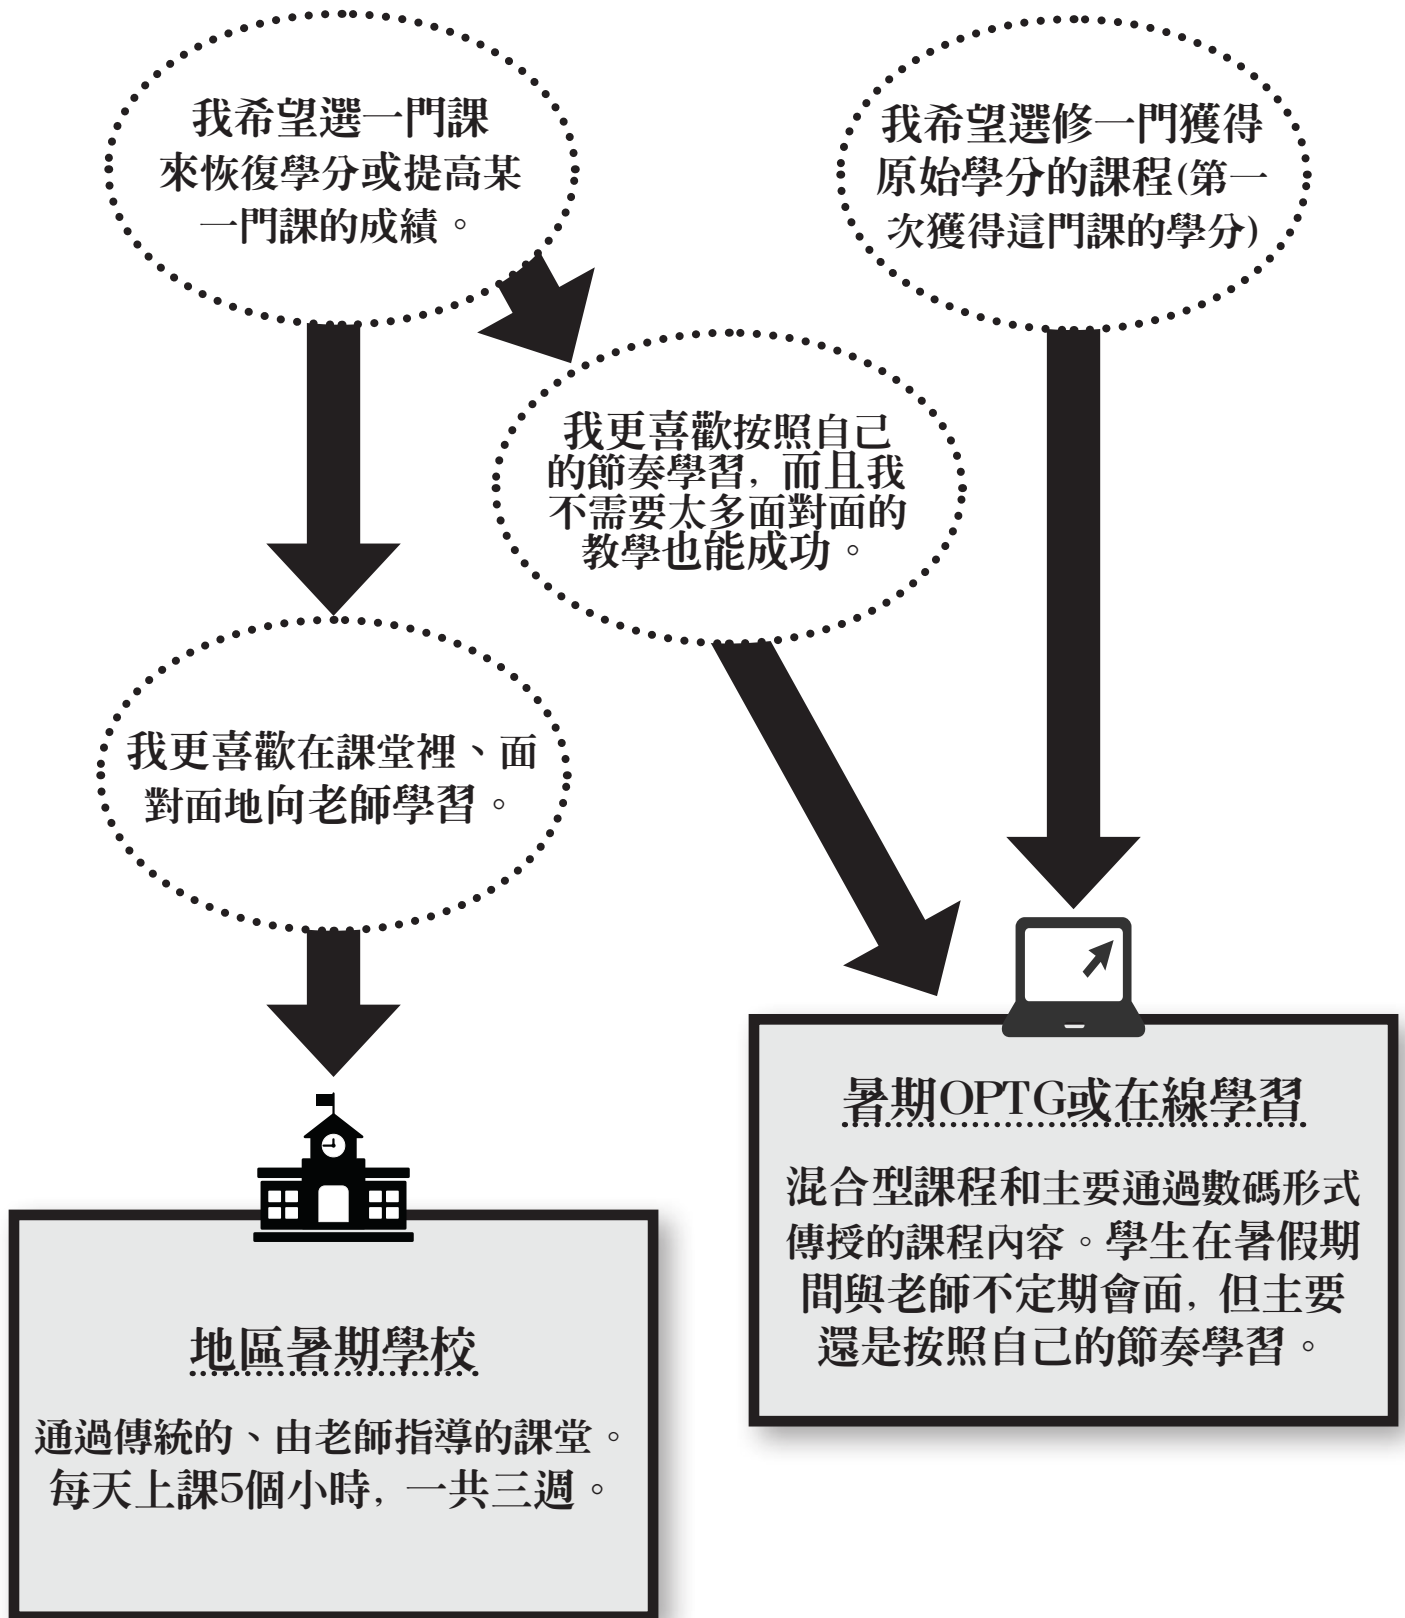 我希望選一門課
來恢復學分或提高某
一門課的成績。
我希望選修一門獲得
原始學分的課程(第一
次獲得這門課的學分)
我更喜歡按照自己
的節奏學習, 而且我
不需要太多面對面的
教學也能成功。
我更喜歡在課堂裡、面
對面地向老師學習。
暑期OPTG或在線學習
混合型課程和主要通過數碼形式
傳授的課程內容。學生在暑假期
間與老師不定期會面, 但主要
還是按照自己的節奏學習。
地區暑期學校
通過傳統的、由老師指導的課堂。
每天上課5個小時, 一共三週。